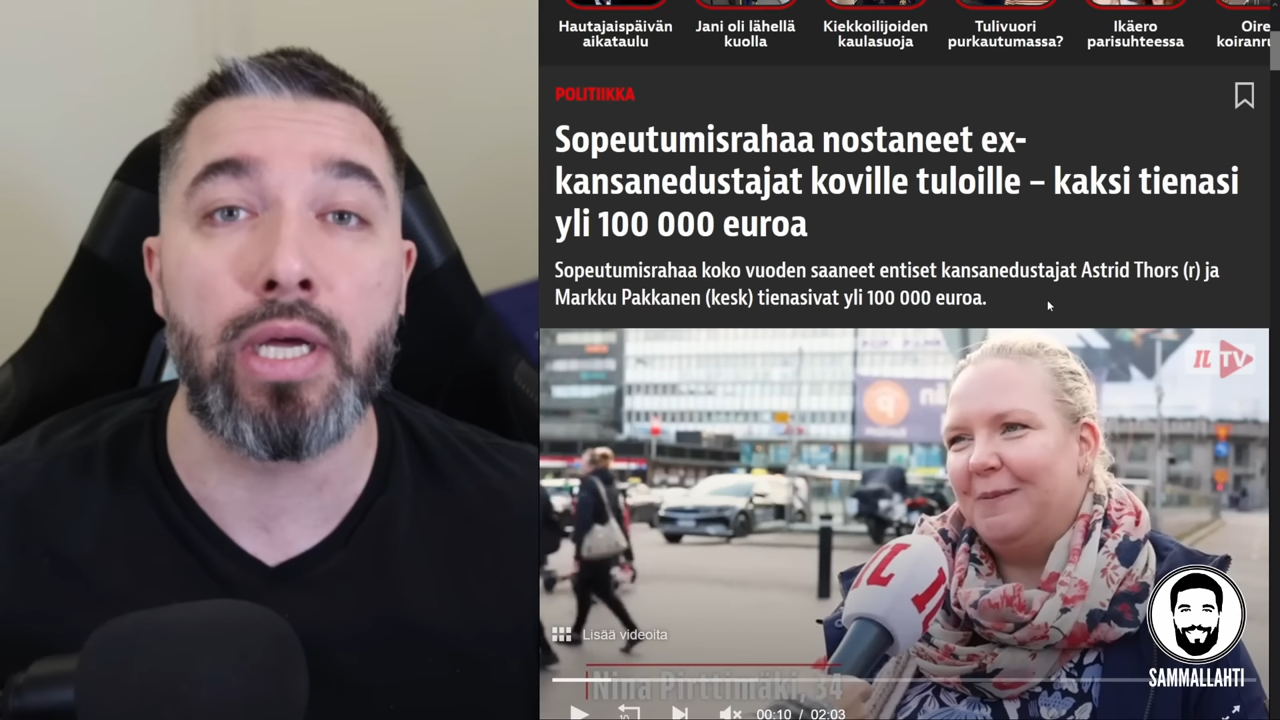 Hautajaispäivän
aikataulu
Jani oli lähellä
kuolla
Kiekkoilijoiden
kaulasuoja
Tulivuori
purkautumassa?
Ikäero
parisuhteessa
POLITIIKKA
Sopeutumisrahaa nostaneet ex-
kansanedustajat koville tuloille – kaksi tienasi
yli 100 000 euroa
Sopeutumisrahaa koko vuoden saaneet entiset kansanedustajat Astrid Thors (r) ja
Markku Pakkanen (kesk) tienasivat yli 100 000 euroa.
IL TV
IL
Lisää videoita
Nina Pirttimäki, 34
00:10 / 02:03
SAMMALLAHTI